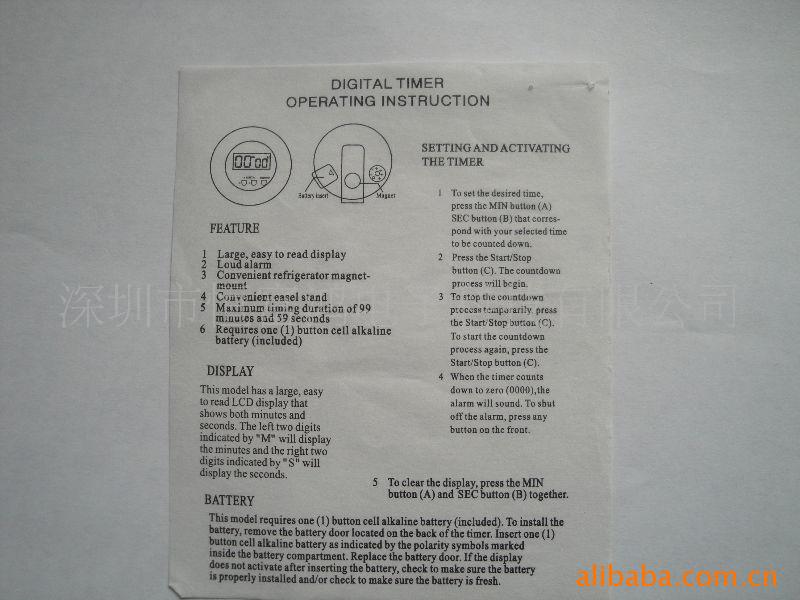 DIGITAL TIMER
OPERATING INSTRUCTION
00:00
Battery insert
Magnet
FEATURE
1 Large, easy to read display
2 Loud alarm
3 Convenient refrigerator magnet-
mount
4 Convenient easel stand
5 Maximum timing duration of 99
minutes and 59 seconds
6 Requires one (1) button cell alkaline
battery (included)
DISPLAY
This model has a large, easy
to read LCD display that
shows both minutes and
seconds. The left two digits
indicated by "M" will display
the minutes and the right two
digits indicated by "S" will
display the seconds.
SETTING AND ACTIVATING
THE TIMER
1 To set the desired time,
press the MIN button (A)
SEC button (B) that corres-
pond with your selected time
to be counted down.
2 Press the Start/Stop
button (C). The countdown
process will begin.
3 To stop the countdown
process temporarily, press
the Start/Stop button (C).
To start the countdown
process again, press the
Start/Stop button (C).
4 When the timer counts
down to zero (0000), the
alarm will sound. To shut
off the alarm, press any
button on the front.
5 To clear the display, press the MIN
button (A) and SEC button (B) together.
BATTERY
This model requires one (1) button cell alkaline battery (included). To install the
battery, remove the battery door located on the back of the timer. Insert one (1)
button cell alkaline battery as indicated by the polarity symbols marked
inside the battery compartment. Replace the battery door. If the display
does not activate after inserting the battery, check to make sure the battery
is properly installed and/or check to make sure the battery is fresh.
深圳市
司
alibaba.com.cn